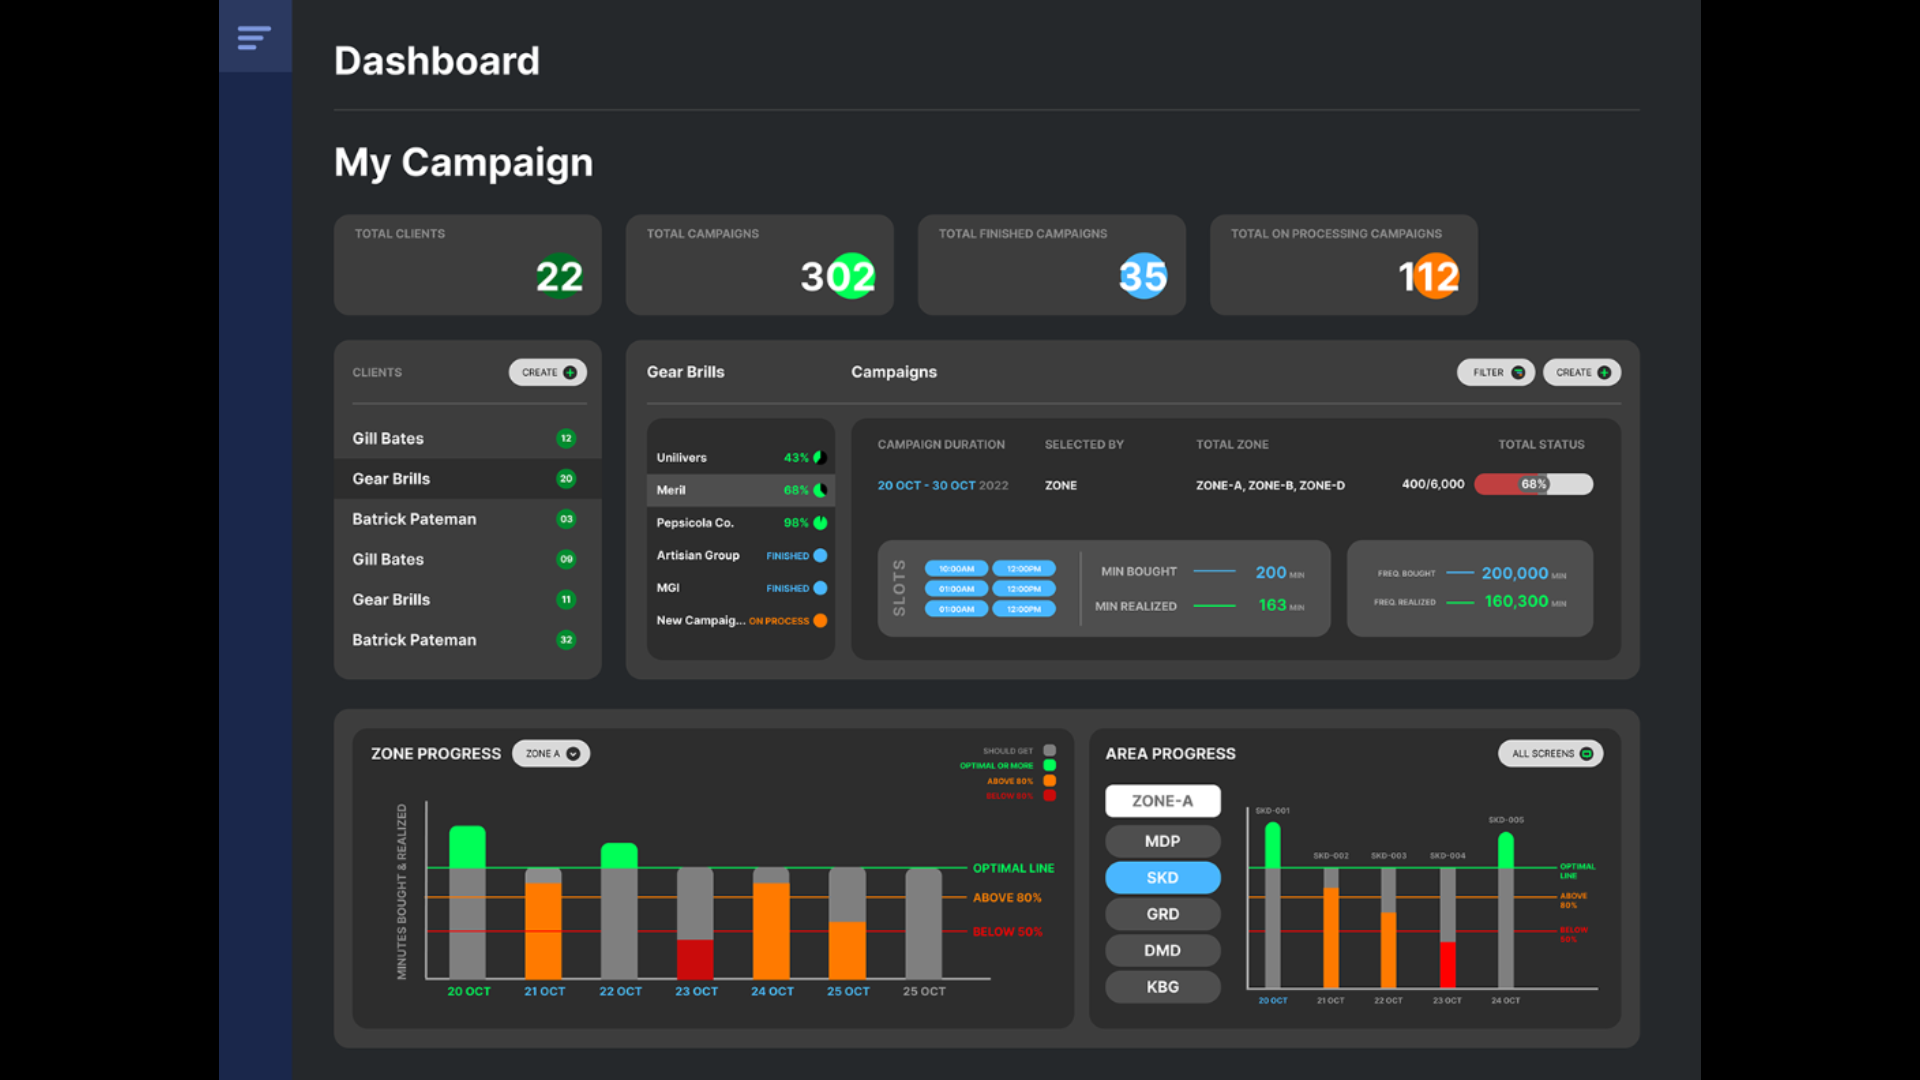 Dashboard
My Campaign
TOTAL CLIENTS
22
TOTAL CAMPAIGNS
302
TOTAL FINISHED CAMPAIGNS
35
TOTAL ON PROCESSING CAMPAIGNS
112
CLIENTS
CREATE
Gill Bates 12
Gear Brills 20
Batrick Pateman 03
Gill Bates 09
Gear Brills 11
Batrick Pateman 32
Gear Brills
Campaigns
FILTER
CREATE
Unilivers 43%
Meril 68%
Pepsicola Co. 98%
Artisian Group FINISHED
MGI FINISHED
New Campaig... ON PROCESS
CAMPAIGN DURATION
20 OCT - 30 OCT 2022
SELECTED BY
ZONE
TOTAL ZONE
ZONE-A, ZONE-B, ZONE-D
TOTAL STATUS
400/6,000 68%
SLOTS
10:00AM 12:00PM
01:00AM 12:00PM
01:00AM 12:00PM
MIN BOUGHT 200 MIN
MIN REALIZED 163 MIN
FREQ. BOUGHT 200,000 MIN
FREQ. REALIZED 160,300 MIN
ZONE PROGRESS
ZONE A
SHOULD GET
OPTIMAL OR MORE
ABOVE 80%
BELOW 50%
MINUTES BOUGHT & REALIZED
OPTIMAL LINE
ABOVE 80%
BELOW 50%
20 OCT 21 OCT 22 OCT 23 OCT 24 OCT 25 OCT 25 OCT
AREA PROGRESS
ALL SCREENS
ZONE-A
MDP
SKD
GRD
DMD
KBG
SKD-001
SKD-002
SKD-003
SKD-004
SKD-005
OPTIMAL
LINE
ABOVE
80%
BELOW
50%
20 OCT 21 OCT 22 OCT 23 OCT 24 OCT